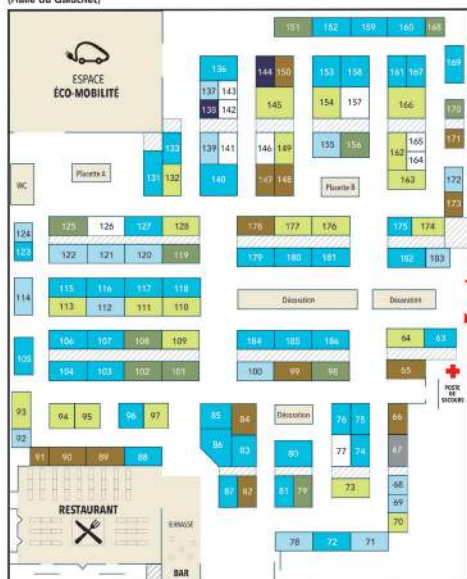 (Halle du Galuchet)
151 152 159 160 168
ESPACE
ÉCO-MOBILITÉ
136 144 150 153 158 161 167 169
137 143
138 142 145 154 157 166 170
133 139 141 146 149 155 156 162 165 171
164
131 132 140 147 148 163 172
WC Placette A Placette B 173
124 125 126 127 128 178 177 176 175 174
123 122 121 120 119 179 180 181 182 183
114 115 116 117 118 Décoration Décoration
113 112 111 110
105 106 107 108 109 184 185 186 64 63
104 103 102 101 100 99 98 65
POSTE
DE
SECOURS
93 94 95 96 97 85 84 Décoration 76 75 66
92 86 83 80 77 74 67
91 90 89 88 87 82 81 79 73 68
69
70
RESTAURANT
TERRASSE
BAR
78 72 71